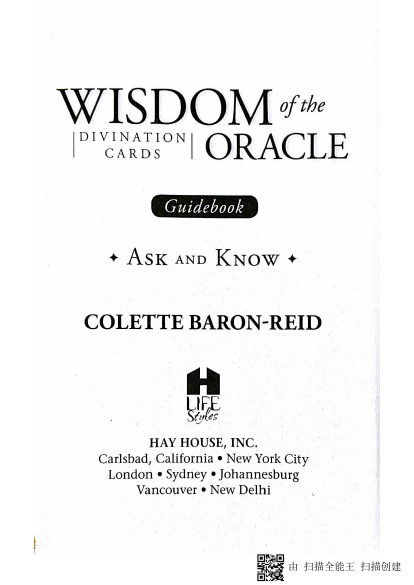 WISDOM of the
|DIVINATION CARDS| ORACLE
Guidebook
✦ ASK AND KNOW ✦
COLETTE BARON-REID
H
LIFE
Styles
HAY HOUSE, INC.
Carlsbad, California • New York City
London • Sydney • Johannesburg
Vancouver • New Delhi
由 扫描全能王 扫描创建